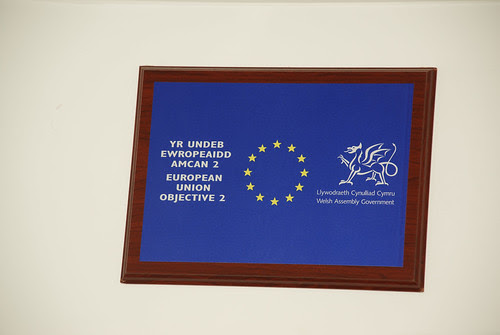 YR UNDEB
EWROPEAIDD
AMCAN 2
EUROPEAN
UNION
OBJECTIVE 2
Llywodraeth Cynulliad Cymru
Welsh Assembly Government